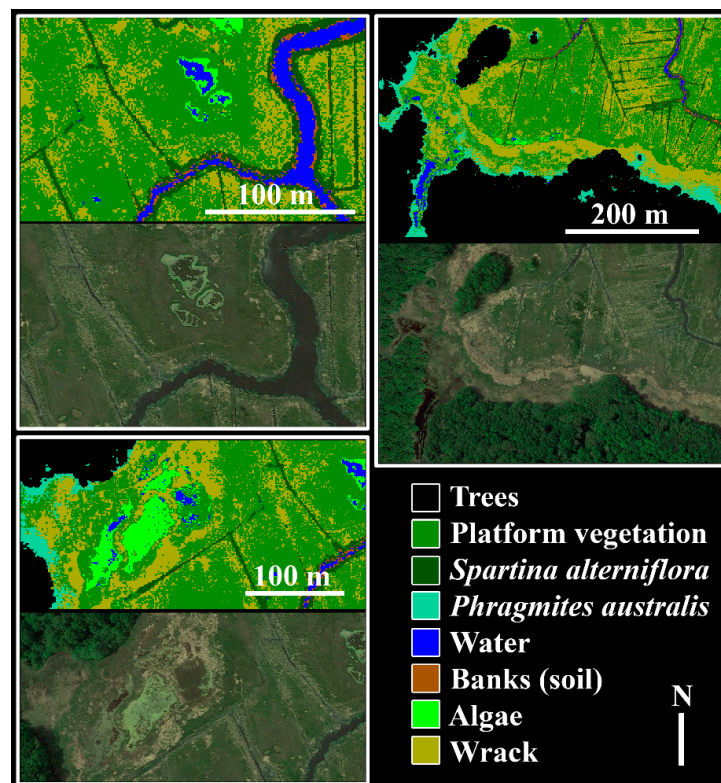 100 m
200 m
100 m
Trees
Platform vegetation
Spartina alterniflora
Phragmites australis
Water
Banks (soil)
Algae
Wrack
N